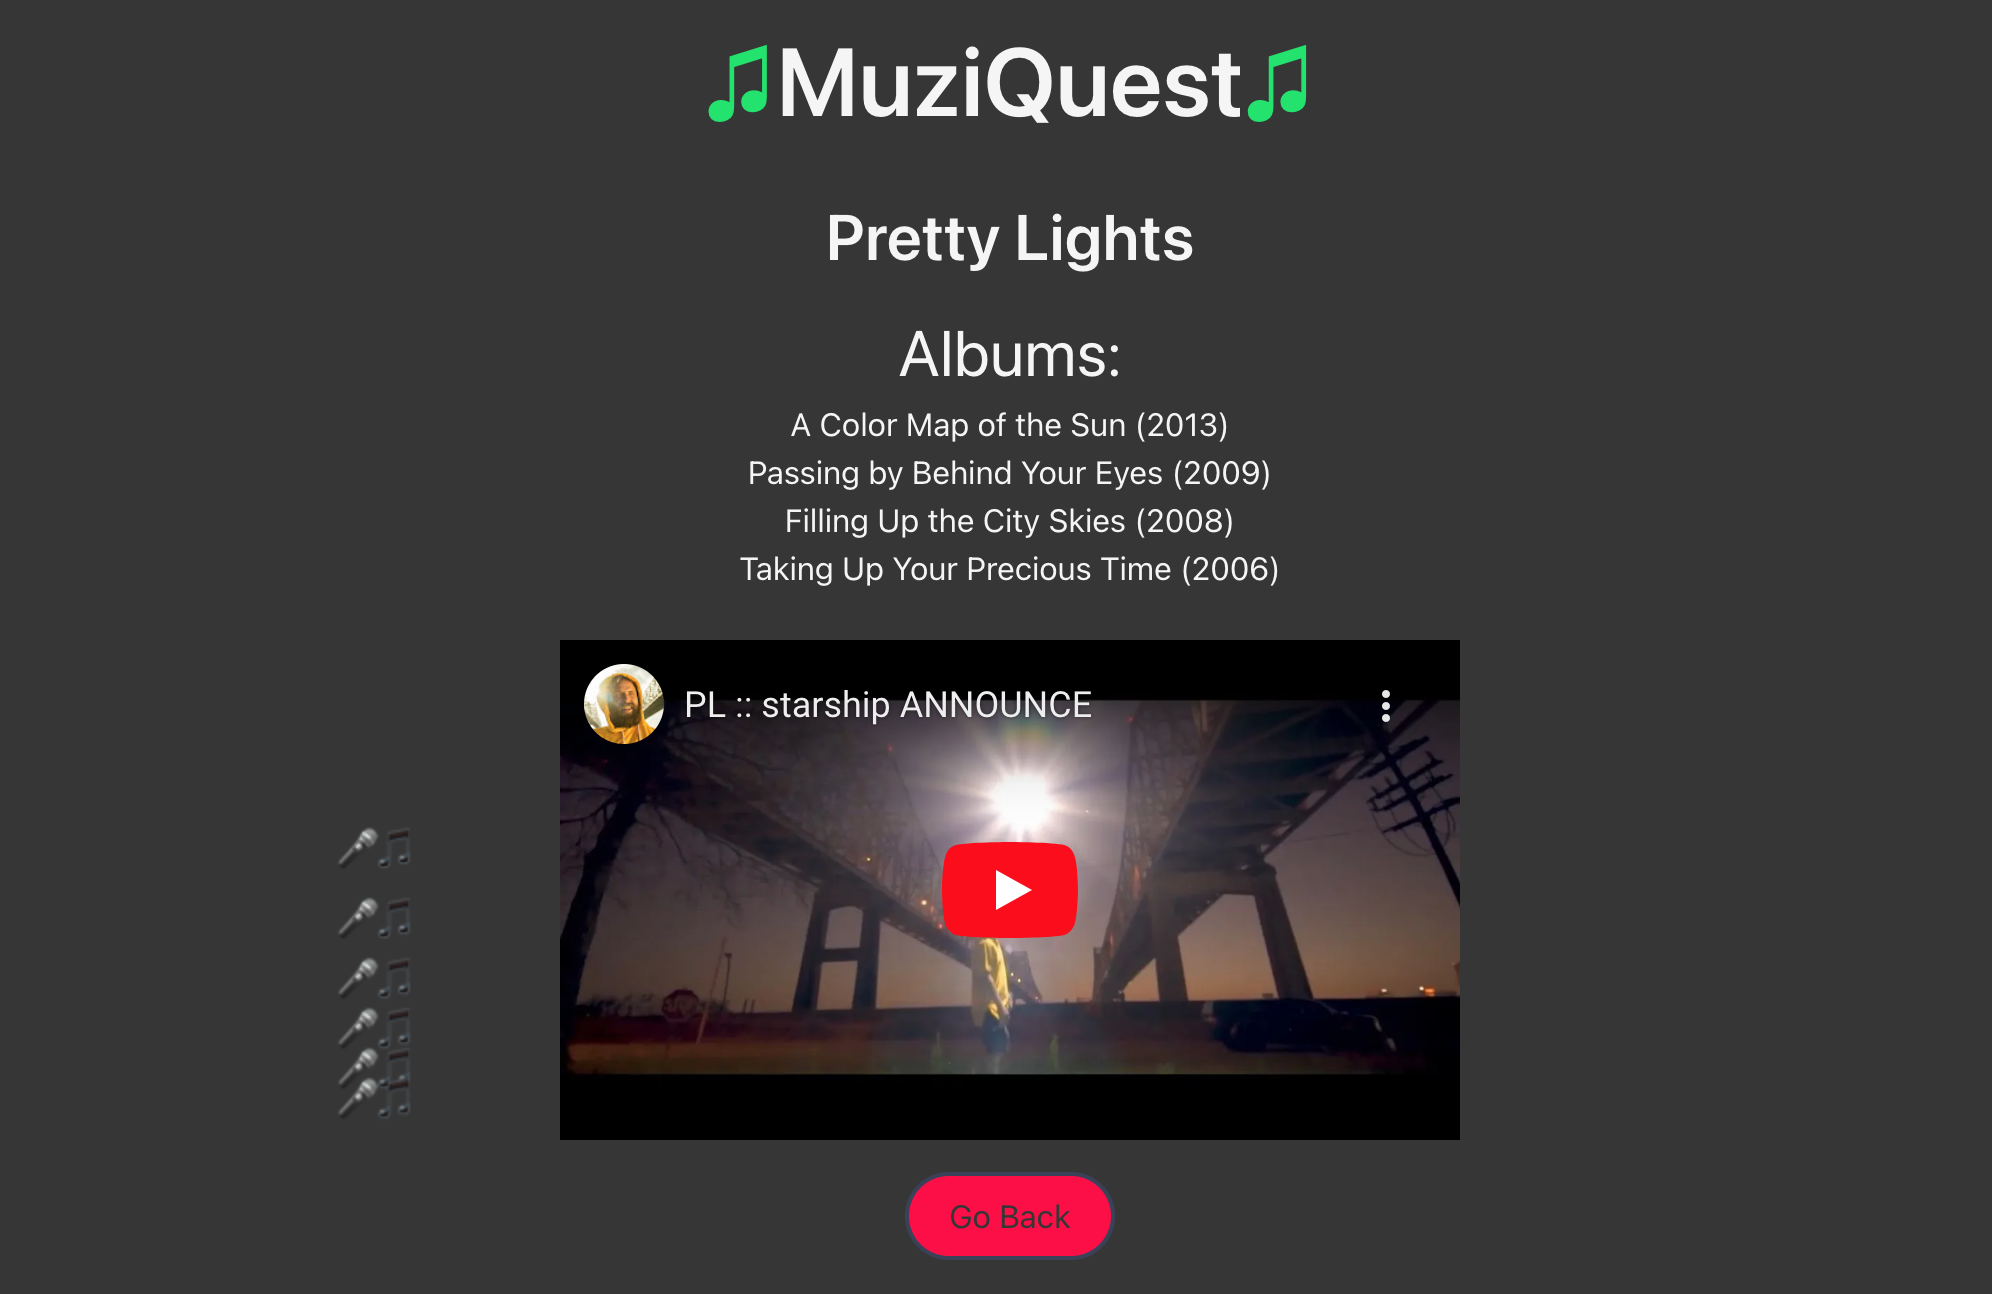 MuziQuest
Pretty Lights
Albums:
A Color Map of the Sun (2013)
Passing by Behind Your Eyes (2009)
Filling Up the City Skies (2008)
Taking Up Your Precious Time (2006)
PL :: starship ANNOUNCE
STOP
Go Back